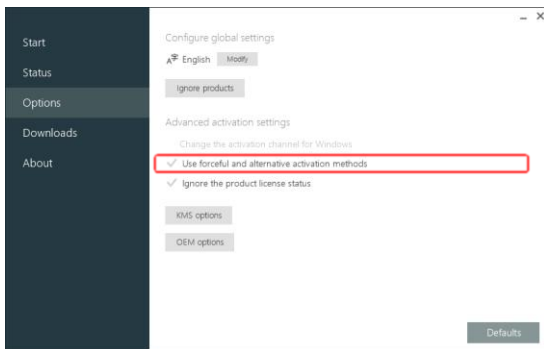 Start
Status
Options
Downloads
About
Configure global settings
English Modify
Ignore products
Advanced activation settings
Change the activation channel for Windows
Use forceful and alternative activation methods
Ignore the product license status
KMS options
OEM options
Defaults